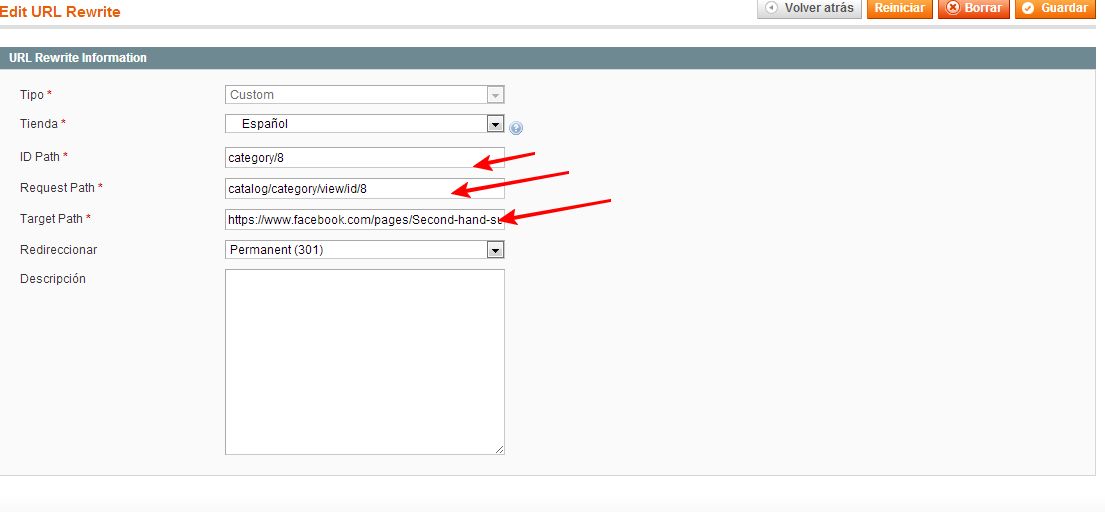 Edit URL Rewrite
Volver atrás Reiniciar Borrar Guardar
URL Rewrite Information
Tipo * Custom
Tienda * Español
ID Path * category/8
Request Path * catalog/category/view/id/8
Target Path * https://www.facebook.com/pages/Second-hand-su
Redireccionar Permanent (301)
Descripción